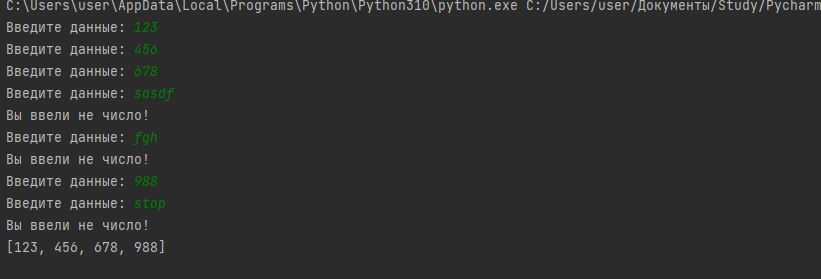 C:\Users\user\AppData\Local\Programs\Python\Python310\python.exe C:/Users/user/Документы/Study/Pycharm
Введите данные: 123
Введите данные: 456
Введите данные: 678
Введите данные: sasdf
Вы ввели не число!
Введите данные: fgh
Вы ввели не число!
Введите данные: 988
Введите данные: stop
Вы ввели не число!
[123, 456, 678, 988]